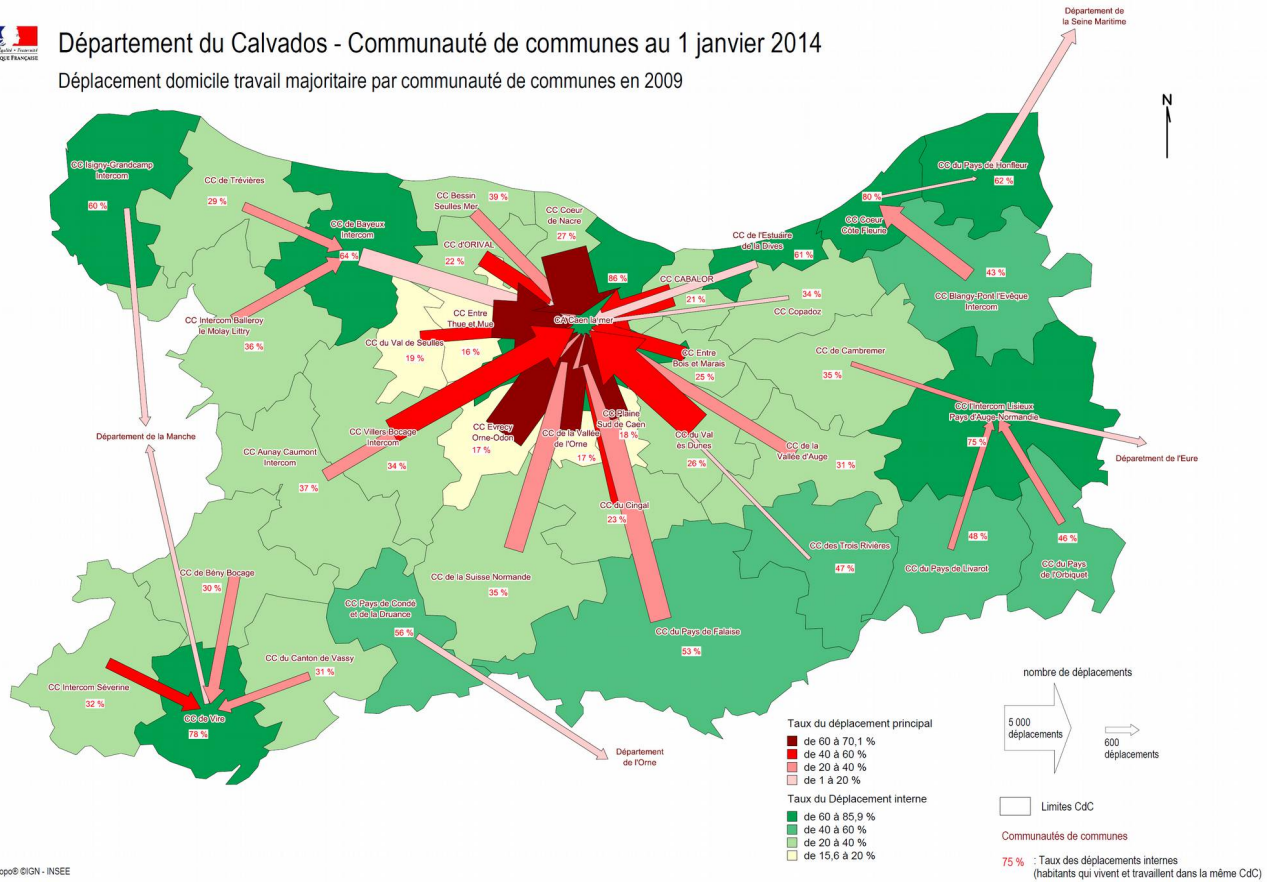 Département du Calvados - Communauté de communes au 1 janvier 2014
Déplacement domicile travail majoritaire par communauté de communes en 2009
Département de
la Seine Maritime
N
CC Isigny-Grandcamp
Intercom
60 %
CC de Trévières
29 %
CC de Bayeux
Intercom
64 %
CC Bessin
Seulles Mer
39 %
CC Coeur
de Nacre
27 %
CC d'ORIVAL
22 %
86 %
CC CABALOR
21 %
CC de l'Estuaire
de la Dives
61 %
80 %
CC Coeur
Côte Fleurie
CC du Pays de Honfleur
62 %
43 %
CC Blangy-Pont l'Evêque
Intercom
34 %
CC Copadoz
CC Intercom Balleroy
le Molay Littry
36 %
CC Entre
Thue et Mue
16 %
CC du Val de Seulles
19 %
CA Caen la mer
CC Entre
Bois et Marais
25 %
CC de Cambremer
35 %
CC l'Intercom Lisieux
Pays d'Auge-Normandie
75 %
Département de la Manche
CC Villers Bocage
Intercom
34 %
CC Evrecy
Orne-Odon
17 %
CC de la Vallée
de l'Orne
17 %
CC Plaine
Sud de Caen
18 %
CC du Val
ès Dunes
26 %
CC de la
Vallée d'Auge
31 %
Déparetment de l'Eure
CC Aunay Caumont
Intercom
37 %
CC du Cingal
23 %
CC des Trois Rivières
47 %
48 %
CC du Pays de Livarot
46 %
CC du Pays
de l'Orbiquet
CC de Bény Bocage
30 %
CC de la Suisse Normande
35 %
CC Pays de Condé
et de la Druance
56 %
CC du Pays de Falaise
53 %
CC du Canton de Vassy
31 %
CC Intercom Séverine
32 %
CC de Vire
78 %
Département
de l'Orne
nombre de déplacements
5 000
déplacements
600
déplacements
Taux du déplacement principal
de 60 à 70,1 %
de 40 à 60 %
de 20 à 40 %
de 1 à 20 %
Taux du Déplacement interne
de 60 à 85,9 %
de 40 à 60 %
de 20 à 40 %
de 15,6 à 20 %
Limites CdC
Communautés de communes
75 % : Taux des déplacements internes
(habitants qui vivent et travaillent dans la même CdC)
©IGN - INSEE